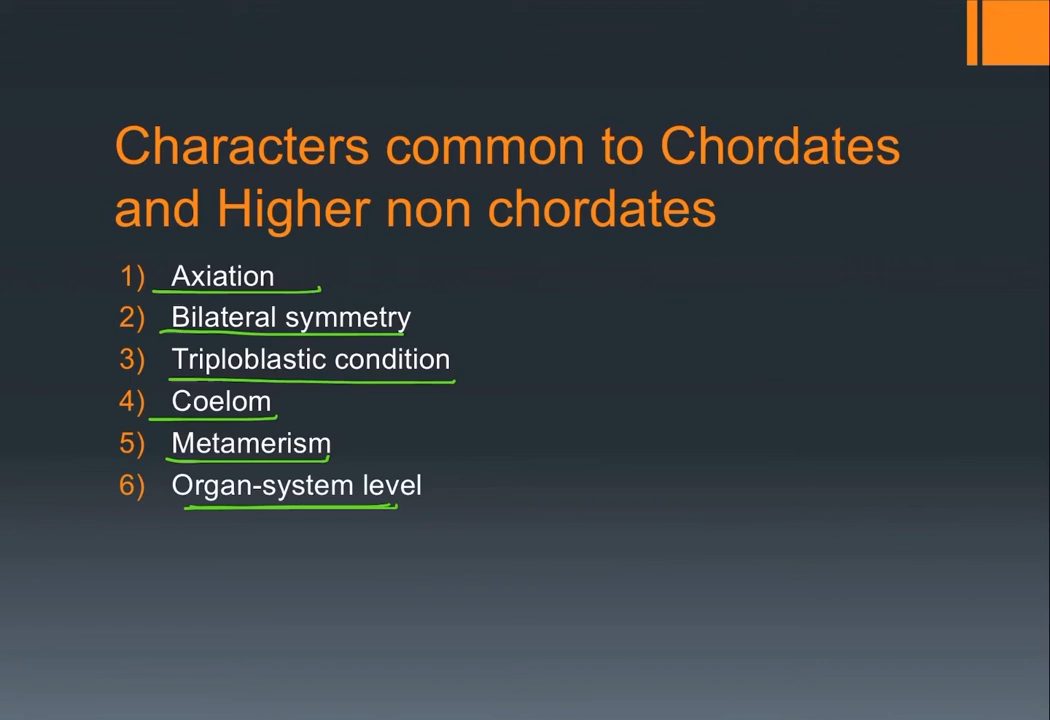 Characters common to Chordates
and Higher non chordates
1) Axiation
2) Bilateral symmetry
3) Triploblastic condition
4) Coelom
5) Metamerism
6) Organ-system level